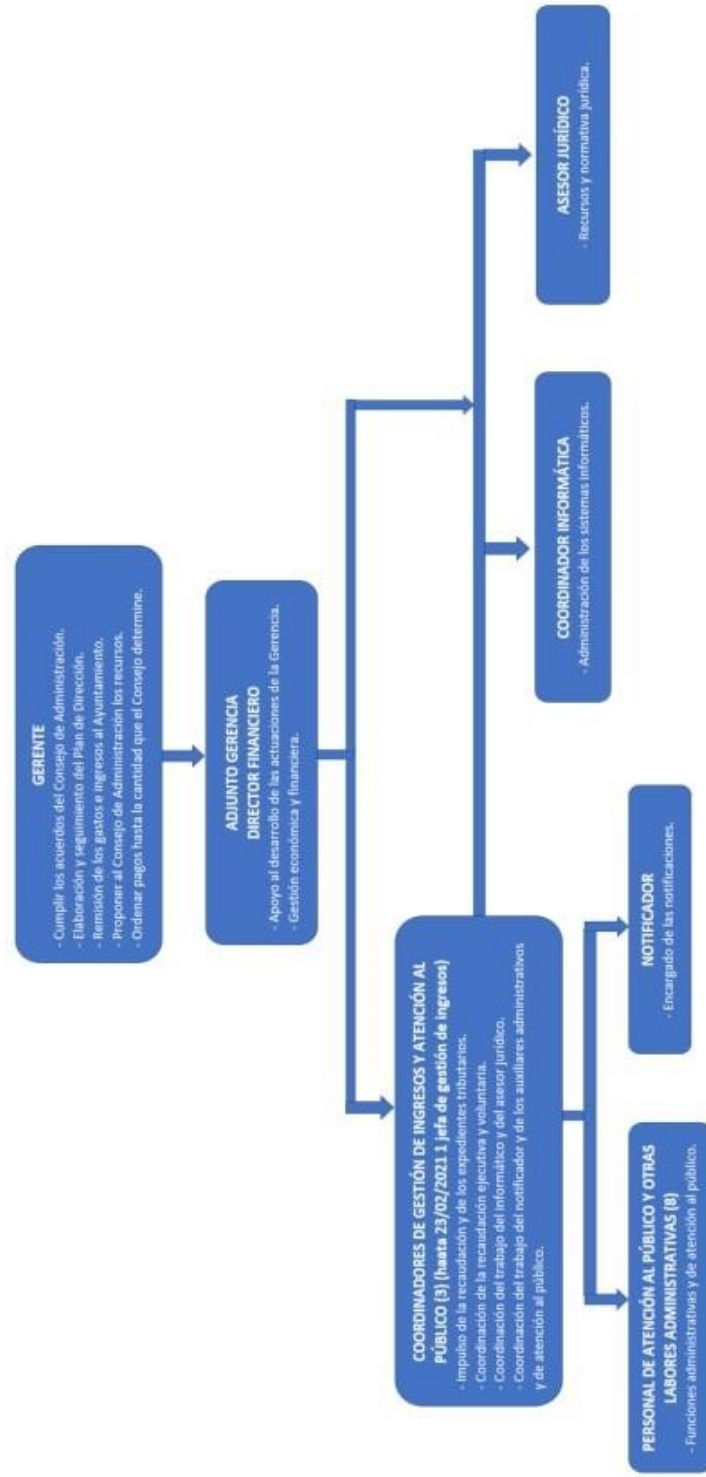 GERENTE
- Cumplir los acuerdos del Consejo de Administración.
- Elaboración y seguimiento del Plan de Dirección.
- Remisión de los gastos e ingresos al Ayuntamiento.
- Proponer al Consejo de Administración los recursos.
- Ordenar pagos hasta la cantidad que el Consejo determine.
ADJUNTO GERENCIA
DIRECTOR FINANCIERO
- Apoyo al desarrollo de las actuaciones de la Gerencia.
- Gestión económica y financiera.
COORDINADORES DE GESTIÓN DE INGRESOS Y ATENCIÓN AL
PÚBLICO (3) (haata 23/02/2021 1 jefa de gestión de ingresos)
- Impulso de la recaudación y de los expedientes tributarios.
- Coordinación de la recaudación ejecutiva y voluntaria.
- Coordinación del trabajo del informático y del asesor jurídico.
- Coordinación del trabajo del notificador y de los auxiliares administrativos
y de atención al público.
COORDINADOR INFORMÁTICA
- Administración de los sistemas informáticos.
ASESOR JURÍDICO
- Recursos y normativa jurídica.
PERSONAL DE ATENCIÓN AL PÚBLICO Y OTRAS
LABORES ADMINISTRATIVAS (8)
- Funciones administrativas y de atención al público.
NOTIFICADOR
- Encargado de las notificaciones.